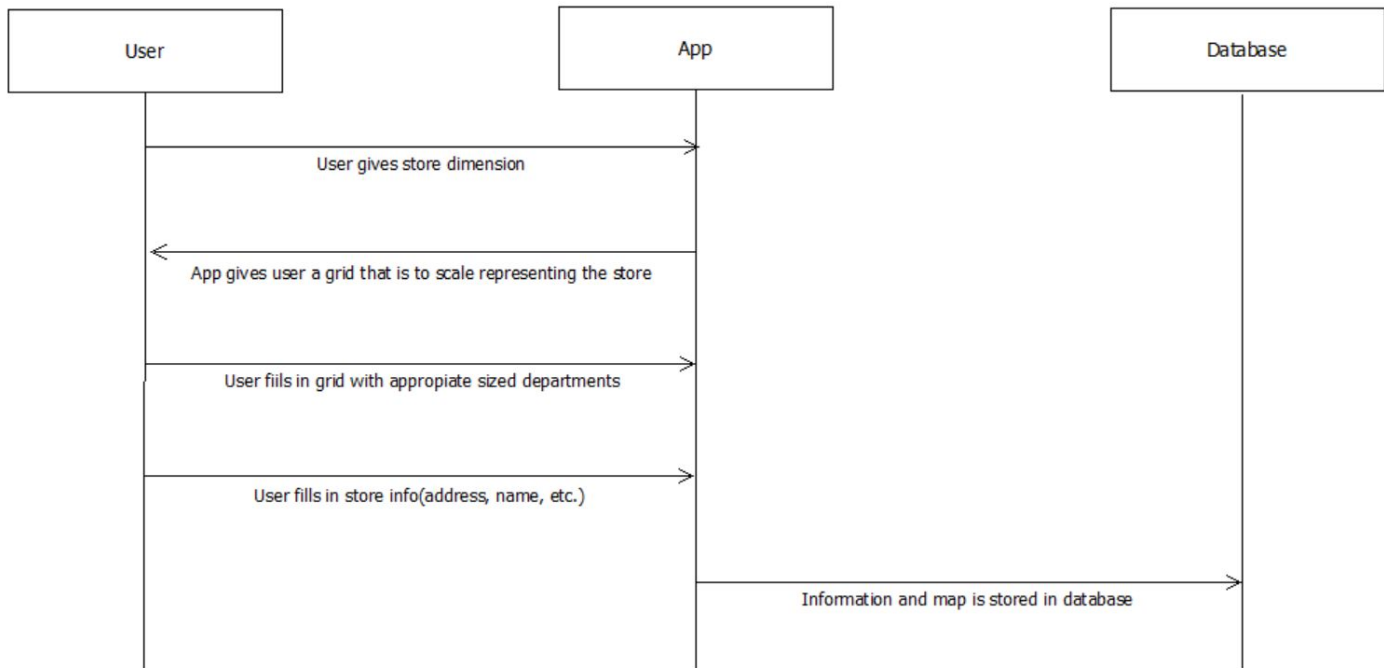 User
App
Database
User gives store dimension
App gives user a grid that is to scale representing the store
User fiils in grid with appropiate sized departments
User fills in store info(address, name, etc.)
Information and map is stored in database